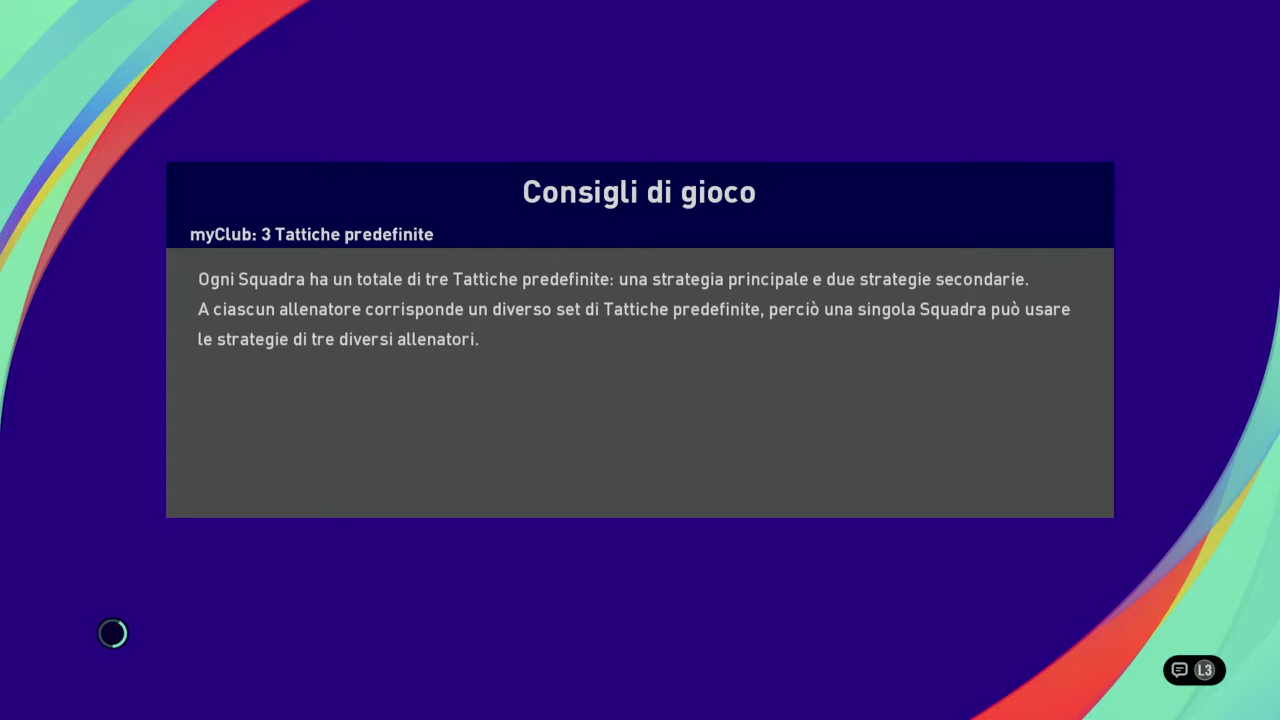 Consigli di gioco
myClub: 3 Tattiche predefinite
Ogni Squadra ha un totale di tre Tattiche predefinite: una strategia principale e due strategie secondarie.
A ciascun allenatore corrisponde un diverso set di Tattiche predefinite, perciò una singola Squadra può usare
le strategie di tre diversi allenatori.
L3